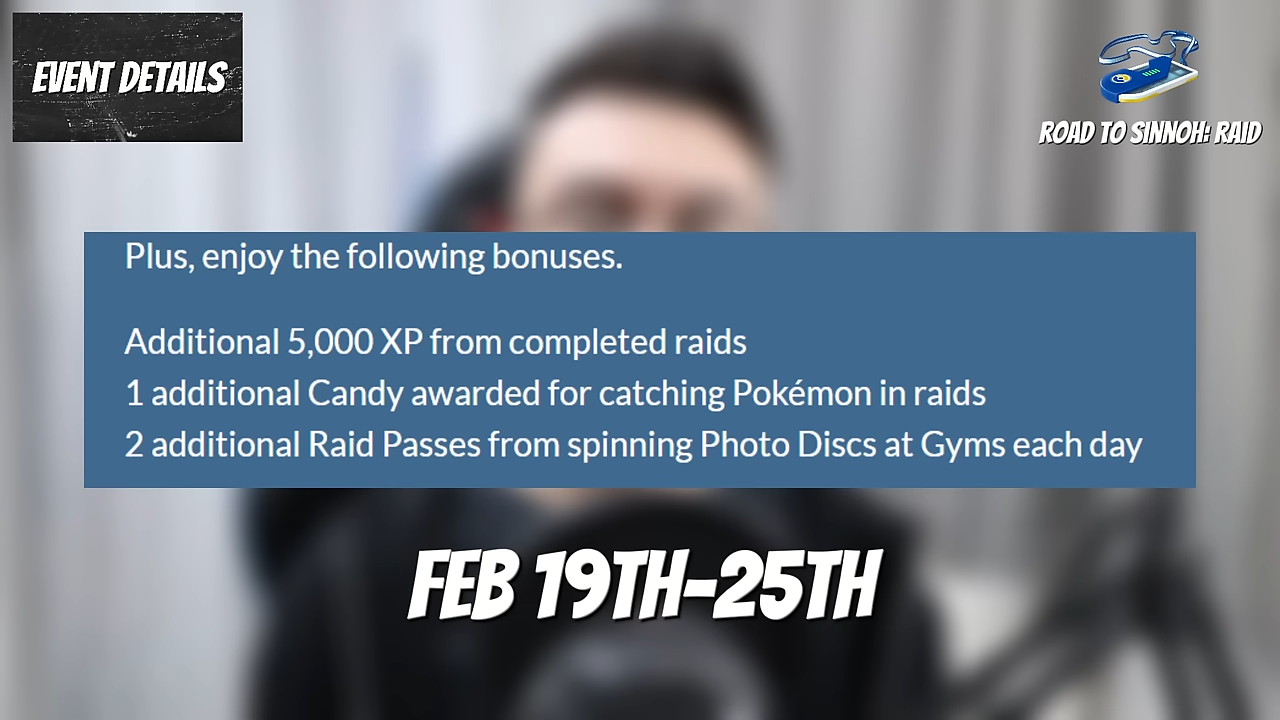 EVENT DETAILS
ROAD TO SINNOH: RAID
Plus, enjoy the following bonuses.
Additional 5,000 XP from completed raids
1 additional Candy awarded for catching Pokémon in raids
2 additional Raid Passes from spinning Photo Discs at Gyms each day
FEB 19TH-25TH